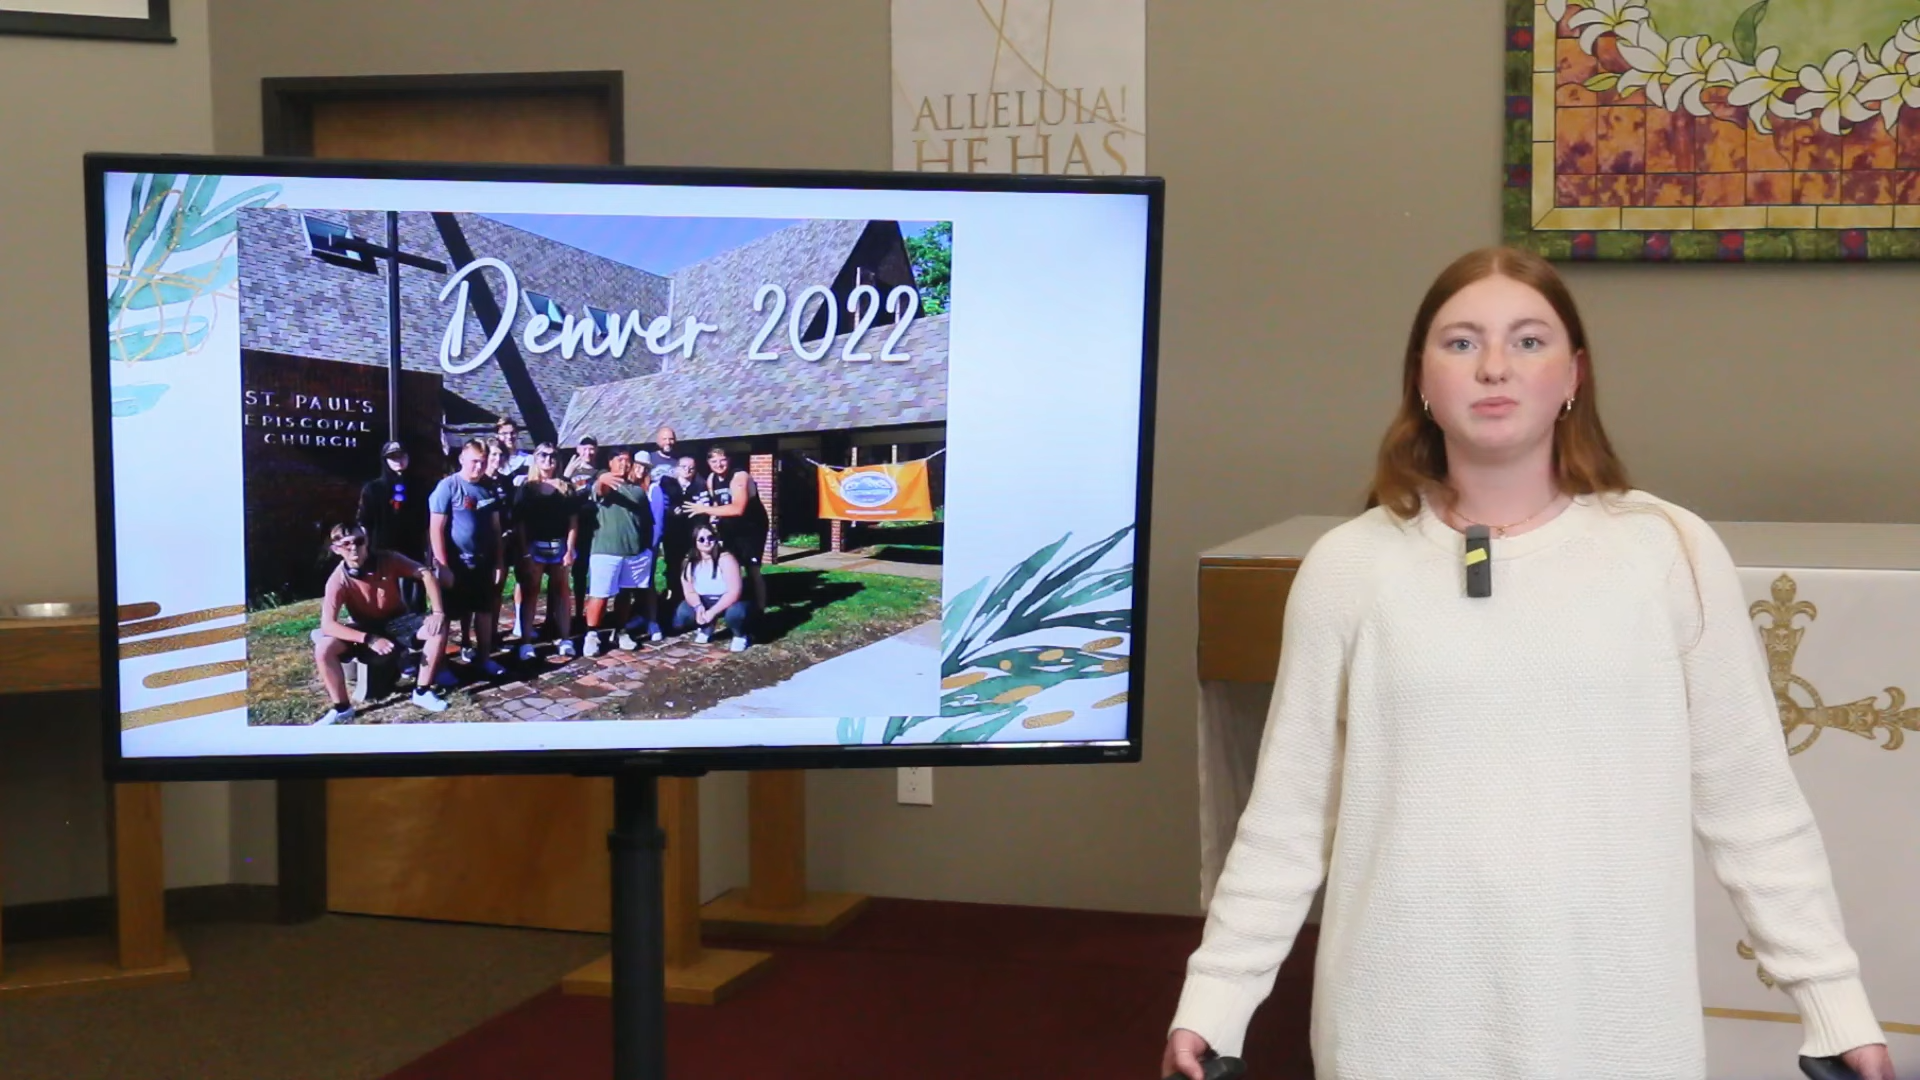 ALLELUIA!
HE HAS
Denver 2022
ST. PAUL'S
EPISCOPAL
CHURCH